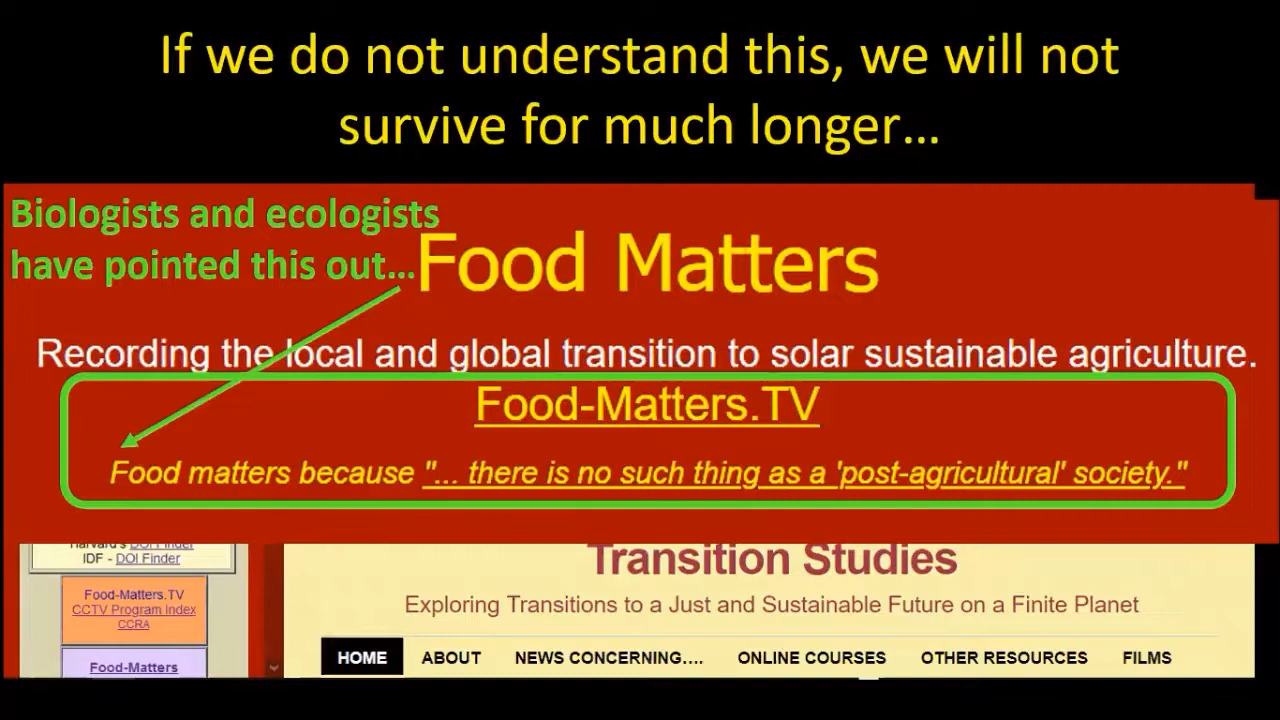 If we do not understand this, we will not
survive for much longer...
Biologists and ecologists
have pointed this out...
Food Matters
Recording the local and global transition to solar sustainable agriculture.
Food-Matters.TV
Food matters because "... there is no such thing as a 'post-agricultural' society."
Harvard's DOI Finder
IDF - DOI Finder
Food-Matters.TV
CCTV Program Index
CCRA
Food-Matters
Transition Studies
Exploring Transitions to a Just and Sustainable Future on a Finite Planet
HOME ABOUT NEWS CONCERNING.... ONLINE COURSES OTHER RESOURCES FILMS